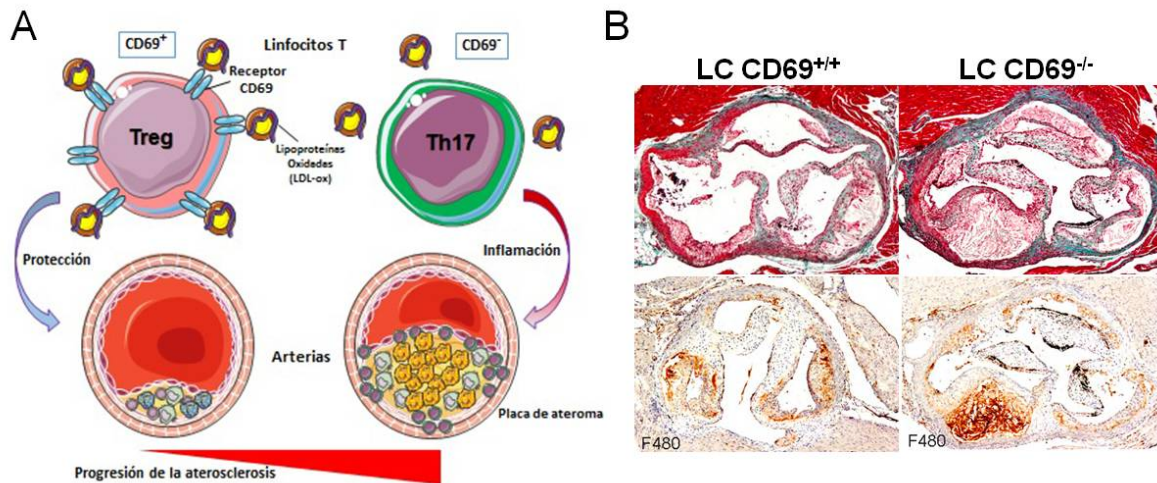 A
CD69+
Linfocitos T
CD69-
Receptor
CD69
Treg
Th17
Lipoproteínas
Oxidadas
(LDL-ox)
Protección
Inflamación
Arterias
Placa de ateroma
Progresión de la aterosclerosis
B
LC CD69+/+
LC CD69-/-
F480
F480